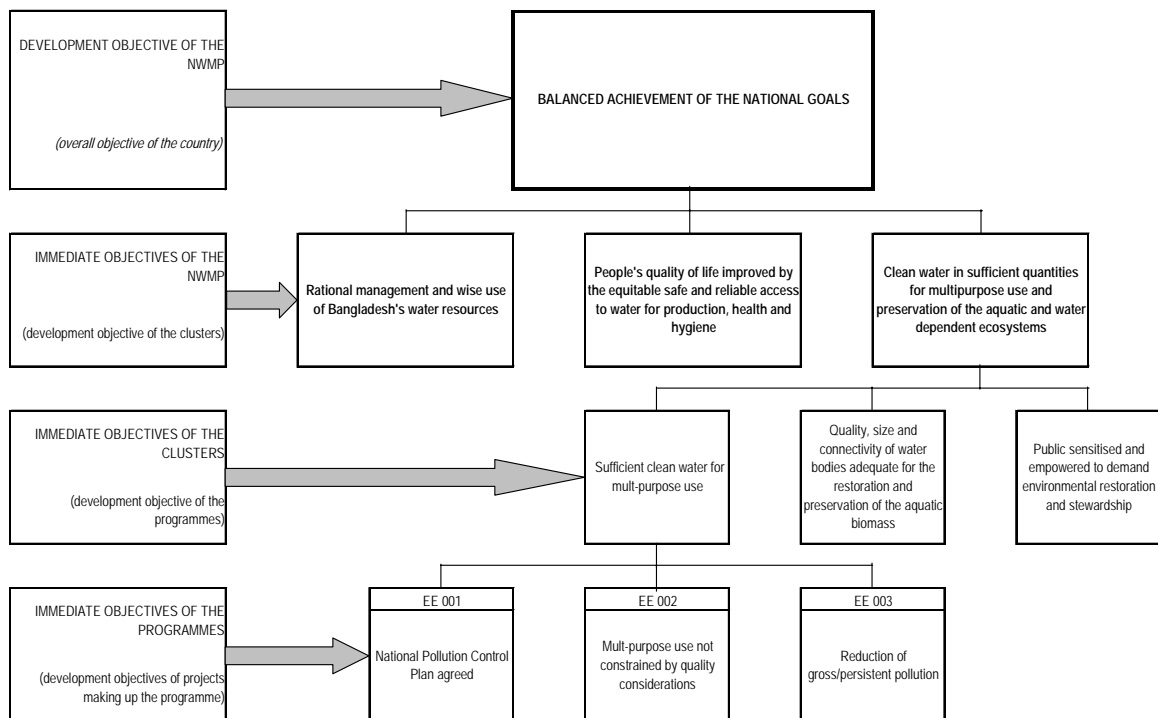 DEVELOPMENT OBJECTIVE OF THE
NWMP
(overall objective of the country)
BALANCED ACHIEVEMENT OF THE NATIONAL GOALS
IMMEDIATE OBJECTIVES OF THE
NWMP
(development objective of the clusters)
Rational management and wise use
of Bangladesh's water resources
People's quality of life improved by
the equitable safe and reliable access
to water for production, health and
hygiene
Clean water in sufficient quantities
for multipurpose use and
preservation of the aquatic and water
dependent ecosystems
IMMEDIATE OBJECTIVES OF THE
CLUSTERS
(development objective of the
programmes)
Sufficient clean water for
mult-purpose use
Quality, size and
connectivity of water
bodies adequate for the
restoration and
preservation of the aquatic
biomass
Public sensitised and
empowered to demand
environmental restoration
and stewardship
IMMEDIATE OBJECTIVES OF THE
PROGRAMMES
(development objectives of projects
making up the programme)
EE 001
National Pollution Control
Plan agreed
EE 002
Mult-purpose use not
constrained by quality
considerations
EE 003
Reduction of
gross/persistent pollution